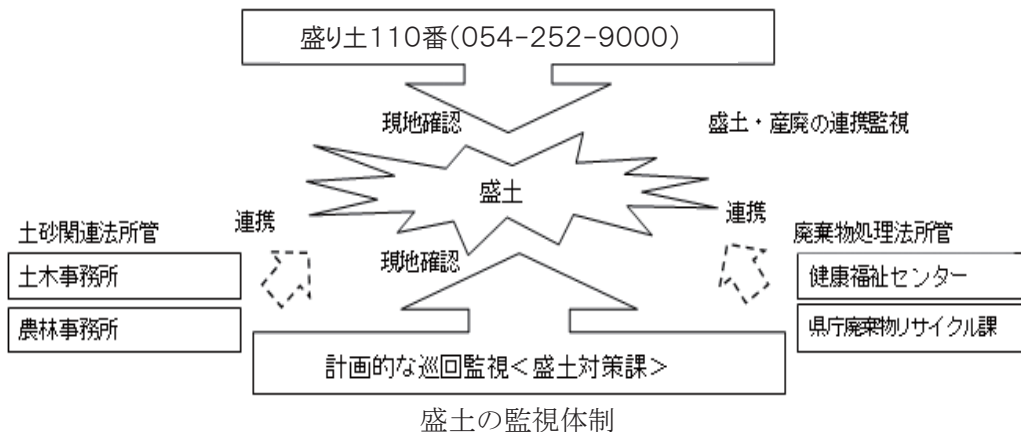 盛り土110番(054-252-9000)
現地確認
盛土・産廃の連携監視
盛土
連携
連携
土砂関連法所管
廃棄物処理法所管
土木事務所
現地確認
健康福祉センター
農林事務所
県庁廃棄物リサイクル課
計画的な巡回監視<盛土対策課>
盛土の監視体制